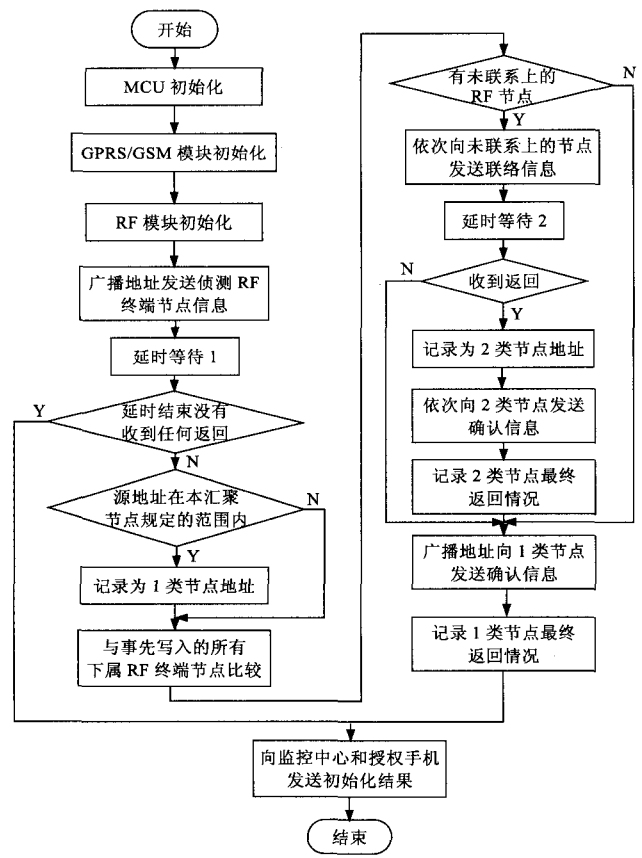 开始
MCU 初始化
GPRS/GSM 模块初始化
RF 模块初始化
广播地址发送侦测 RF
终端节点信息
延时等待 1
Y
延时结束没有
收到任何返回
N
源地址在本汇聚
节点规定的范围内
N
Y
记录为 1 类节点地址
与事先写入的所有
下属 RF 终端节点比较
有未联系上的
RF 节点
N
Y
依次向未联系上的节点
发送联络信息
延时等待 2
N
收到返回
Y
记录为 2 类节点地址
依次向 2 类节点发送
确认信息
记录 2 类节点最终
返回情况
广播地址向 1 类节点
发送确认信息
记录 1 类节点最终
返回情况
向监控中心和授权手机
发送初始化结果
结束